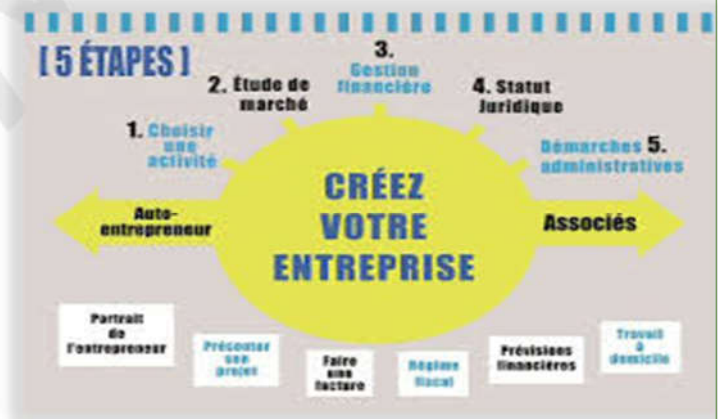 [ 5 ÉTAPES ]
1. Choisir
une
activité
2. Étude de
marché
3.
Gestion
financière
4. Statut
Juridique
Démarches 5.
administratives
Auto-
entrepreneur
CRÉEZ
VOTRE
ENTREPRISE
Associés
Portrait
de
l'entrepreneur
Présenter
son
projet
Faire
une
facture
Régime
fiscal
Prévisions
financières
Travail
à
domicile